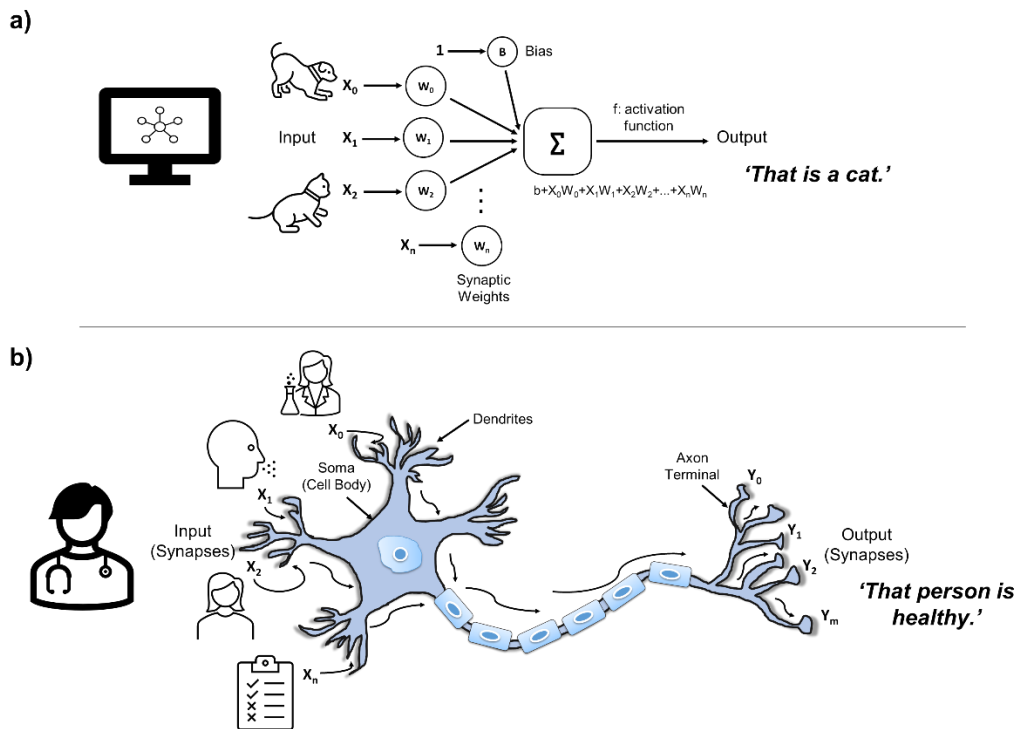 a)
1
B
Bias
X₀
W₀
f: activation
function
Input
X₁
W₁
Σ
Output
'That is a cat.'
X₂
W₂
b+X₀W₀+X₁W₁+X₂W₂+...+XₙWₙ
Xₙ
Wₙ
Synaptic
Weights
b)
X₀
Dendrites
Soma
(Cell Body)
Axon
Terminal
Y₀
X₁
Input
(Synapses)
Y₁
Output
(Synapses)
X₂
Y₂
'That person is
healthy.'
Yₘ
Xₙ